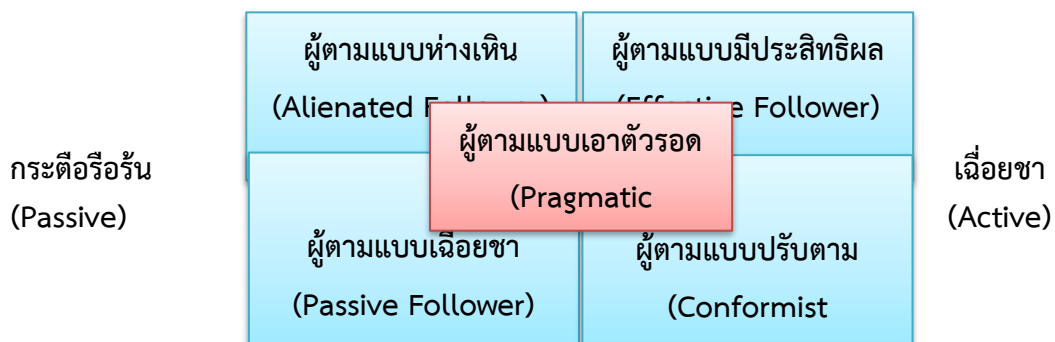 ผู้ตามแบบห่างเหิน
(Alienated
ผู้ตามแบบมีประสิทธิผล
Follower)
ผู้ตามแบบเอาตัวรอด
(Pragmatic
กระตือรือร้น
(Passive)
เฉื่อยชา
(Active)
ผู้ตามแบบเฉื่อยชา
(Passive Follower)
ผู้ตามแบบปรับตาม
(Conformist